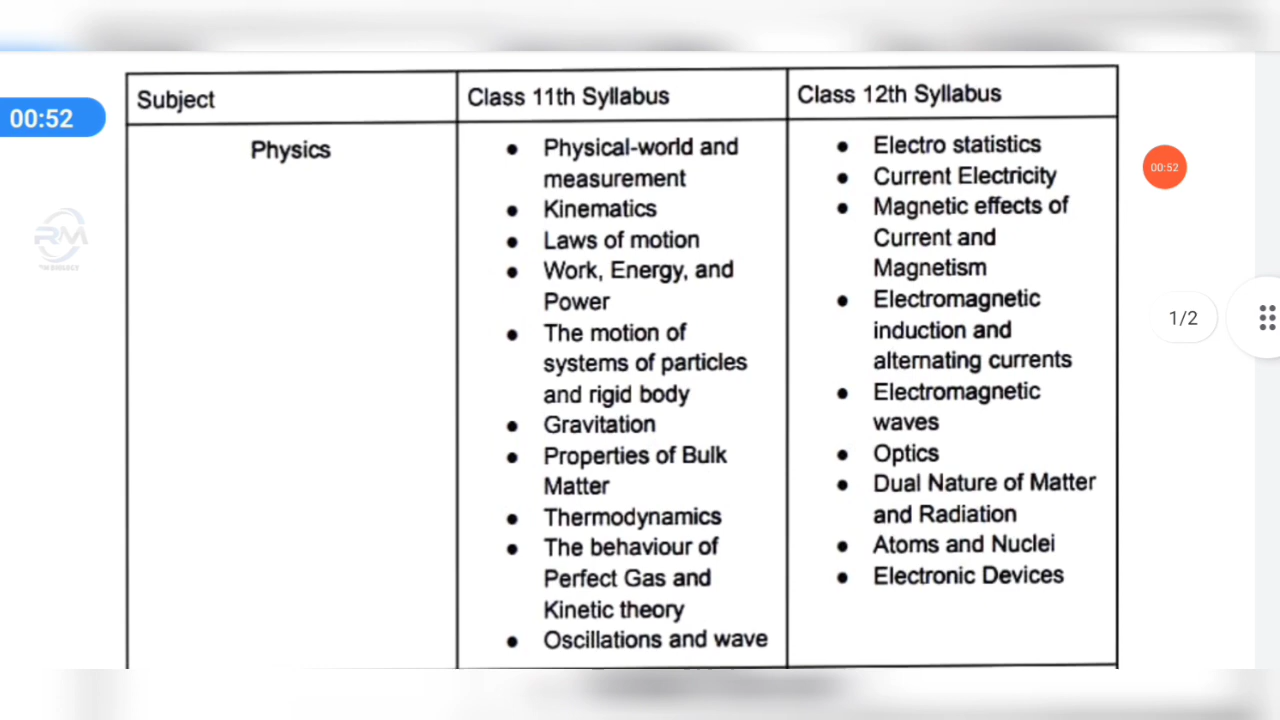 Subject
Class 11th Syllabus
Class 12th Syllabus
00:52
Physics
Physical-world and
measurement
Kinematics
Laws of motion
Work, Energy, and
Power
The motion of
systems of particles
and rigid body
Gravitation
Properties of Bulk
Matter
Thermodynamics
The behaviour of
Perfect Gas and
Kinetic theory
Oscillations and wave
Electro statistics
Current Electricity
Magnetic effects of
Current and
Magnetism
Electromagnetic
induction and
alternating currents
Electromagnetic
waves
Optics
Dual Nature of Matter
and Radiation
Atoms and Nuclei
Electronic Devices
00:52
1/2
RM